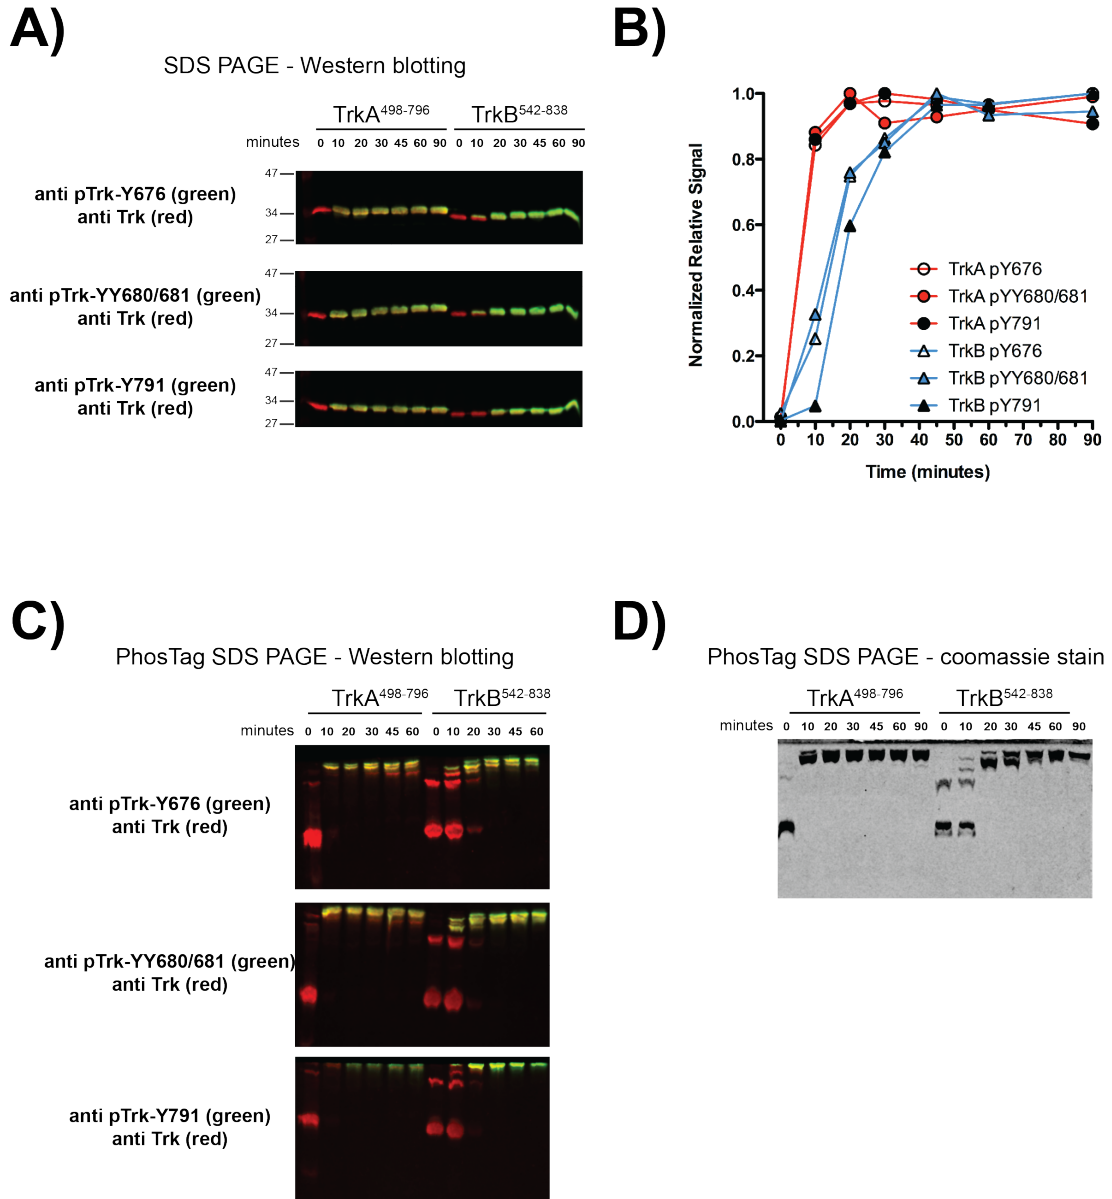 A)
SDS PAGE - Western blotting
TrkA498-796 TrkB542-838
minutes 0 10 20 30 45 60 90 0 10 20 30 45 60 90
anti pTrk-Y676 (green)
anti Trk (red)
47
34
27
anti pTrk-YY680/681 (green)
anti Trk (red)
47
34
27
anti pTrk-Y791 (green)
anti Trk (red)
47
34
27
B)
Normalized Relative Signal
1.0
0.8
0.6
0.4
0.2
0.0
TrkA pY676
TrkA pYY680/681
TrkA pY791
TrkB pY676
TrkB pYY680/681
TrkB pY791
0 10 20 30 40 50 60 70 80 90
Time (minutes)
C)
PhosTag SDS PAGE - Western blotting
TrkA498-796 TrkB542-838
minutes 0 10 20 30 45 60 0 10 20 30 45 60
anti pTrk-Y676 (green)
anti Trk (red)
anti pTrk-YY680/681 (green)
anti Trk (red)
anti pTrk-Y791 (green)
anti Trk (red)
D)
PhosTag SDS PAGE - coomassie stain
TrkA498-796 TrkB542-838
minutes 0 10 20 30 45 60 90 0 10 20 30 45 60 90